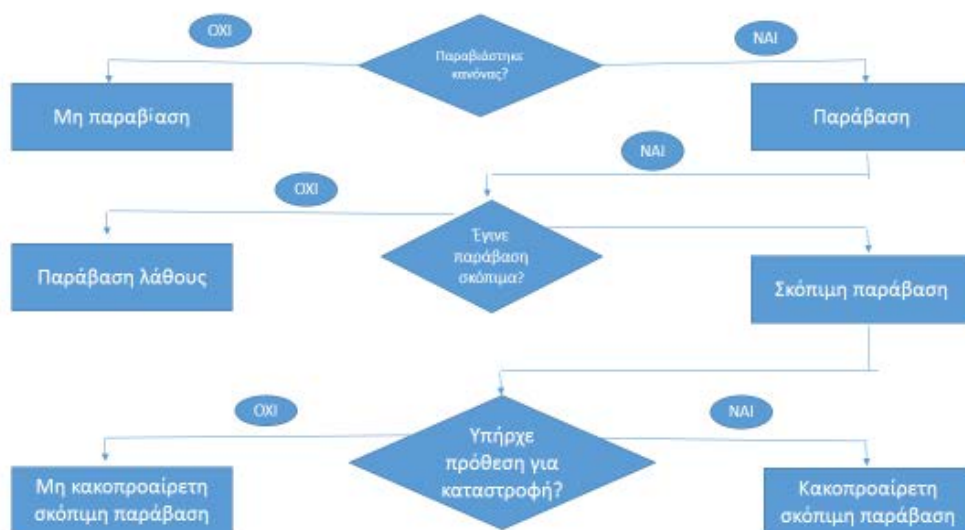 ΟΧΙ
Παραβιάστηκε
κανόνας?
ΝΑΙ
Μη παραβίαση
Παράβαση
ΝΑΙ
ΟΧΙ
Έγινε
παράβαση
σκόπιμα?
Παράβαση λάθους
Σκόπιμη παράβαση
ΟΧΙ
ΝΑΙ
Υπήρχε
πρόθεση για
καταστροφή?
Μη κακοπροαίρετη
σκόπιμη παράβαση
Κακοπροαίρετη
σκόπιμη παράβαση